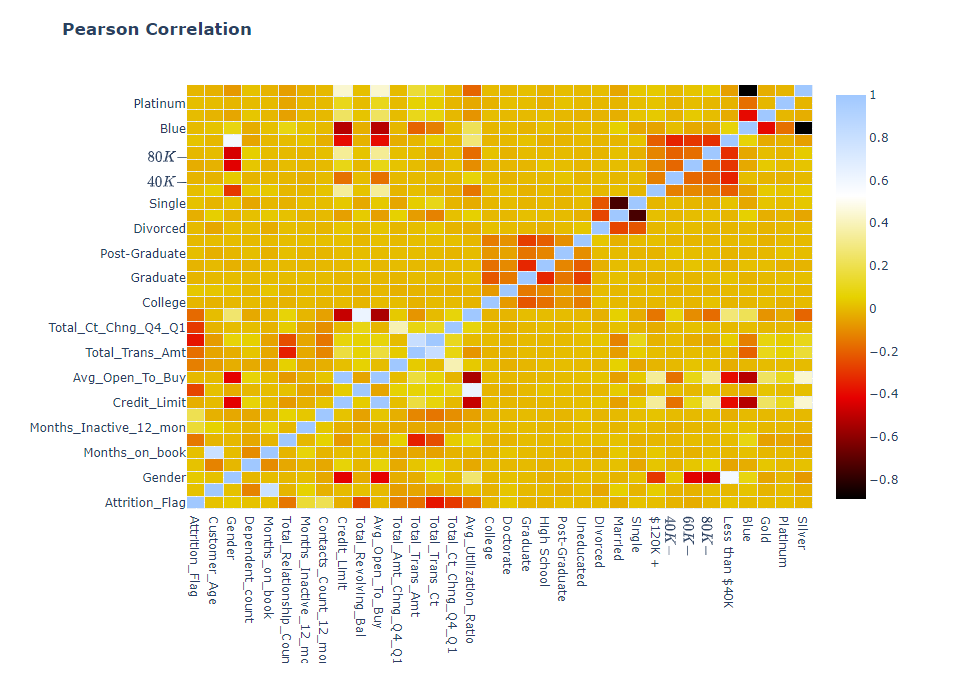 Pearson Correlation
Platinum
Blue
80K−
40K−
Single
Divorced
Post-Graduate
Graduate
College
Total_Ct_Chng_Q4_Q1
Total_Trans_Amt
Avg_Open_To_Buy
Credit_Limit
Months_Inactive_12_mon
Months_on_book
Gender
Attrition_Flag
1
0.8
0.6
0.4
0.2
0
−0.2
−0.4
−0.6
−0.8
Attrition_Flag
Customer_Age
Gender
Dependent_count
Months_on_book
Total_Relationship_Coun
Months_Inactive_12_mo
Contacts_Count_12_mo
Credit_Limit
Total_Revolving_Bal
Avg_Open_To_Buy
Total_Amt_Chng_Q4_Q1
Total_Trans_Amt
Total_Trans_Ct
Total_Ct_Chng_Q4_Q1
Avg_Utilization_Ratio
College
Doctorate
Graduate
High School
Post-Graduate
Uneducated
Divorced
Married
Single
$120K +
40K−
60K−
80K−
Less than $40K
Blue
Gold
Platinum
Silver